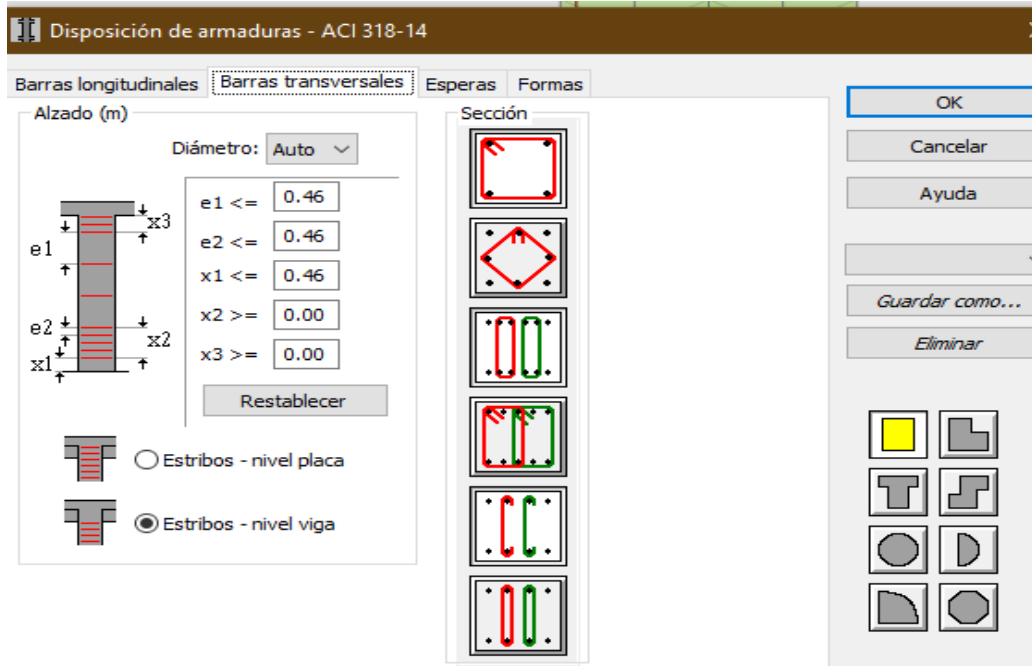 Disposición de armaduras - ACI 318-14
Barras longitudinales Barras transversales Esperas Formas
Alzado (m)
Diámetro: Auto
e1 <= 0.46
e2 <= 0.46
x1 <= 0.46
x2 >= 0.00
x3 >= 0.00
Restablecer
x3
e1
e2
x2
x1
Estribos - nivel placa
Estribos - nivel viga
Sección
OK
Cancelar
Ayuda
Guardar como...
Eliminar